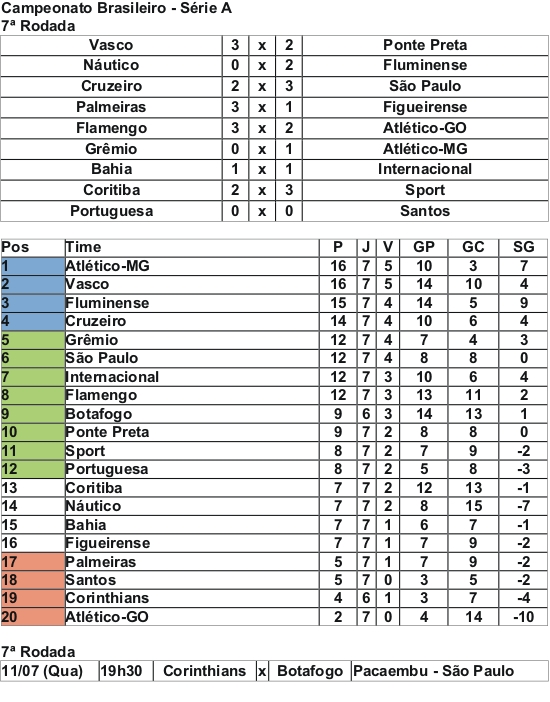 Campeonato Brasileiro - Série A
7ª Rodada
Vasco 3 x 2 Ponte Preta
Náutico 0 x 2 Fluminense
Cruzeiro 2 x 3 São Paulo
Palmeiras 3 x 1 Figueirense
Flamengo 3 x 2 Atlético-GO
Grêmio 0 x 1 Atlético-MG
Bahia 1 x 1 Internacional
Coritiba 2 x 3 Sport
Portuguesa 0 x 0 Santos
Pos Time P J V GP GC SG
1 Atlético-MG 16 7 5 10 3 7
2 Vasco 16 7 5 14 10 4
3 Fluminense 15 7 4 14 5 9
4 Cruzeiro 14 7 4 10 6 4
5 Grêmio 12 7 4 7 4 3
6 São Paulo 12 7 4 8 8 0
7 Internacional 12 7 3 10 6 4
8 Flamengo 12 7 3 13 11 2
9 Botafogo 9 6 3 14 13 1
10 Ponte Preta 9 7 2 8 8 0
11 Sport 8 7 2 7 9 -2
12 Portuguesa 8 7 2 5 8 -3
13 Coritiba 7 7 2 12 13 -1
14 Náutico 7 7 2 8 15 -7
15 Bahia 7 7 1 6 7 -1
16 Figueirense 7 7 1 7 9 -2
17 Palmeiras 5 7 1 7 9 -2
18 Santos 5 7 0 3 5 -2
19 Corinthians 4 6 1 3 7 -4
20 Atlético-GO 2 7 0 4 14 -10
7ª Rodada
11/07 (Qua) 19h30 Corinthians x Botafogo Pacaembu - São Paulo